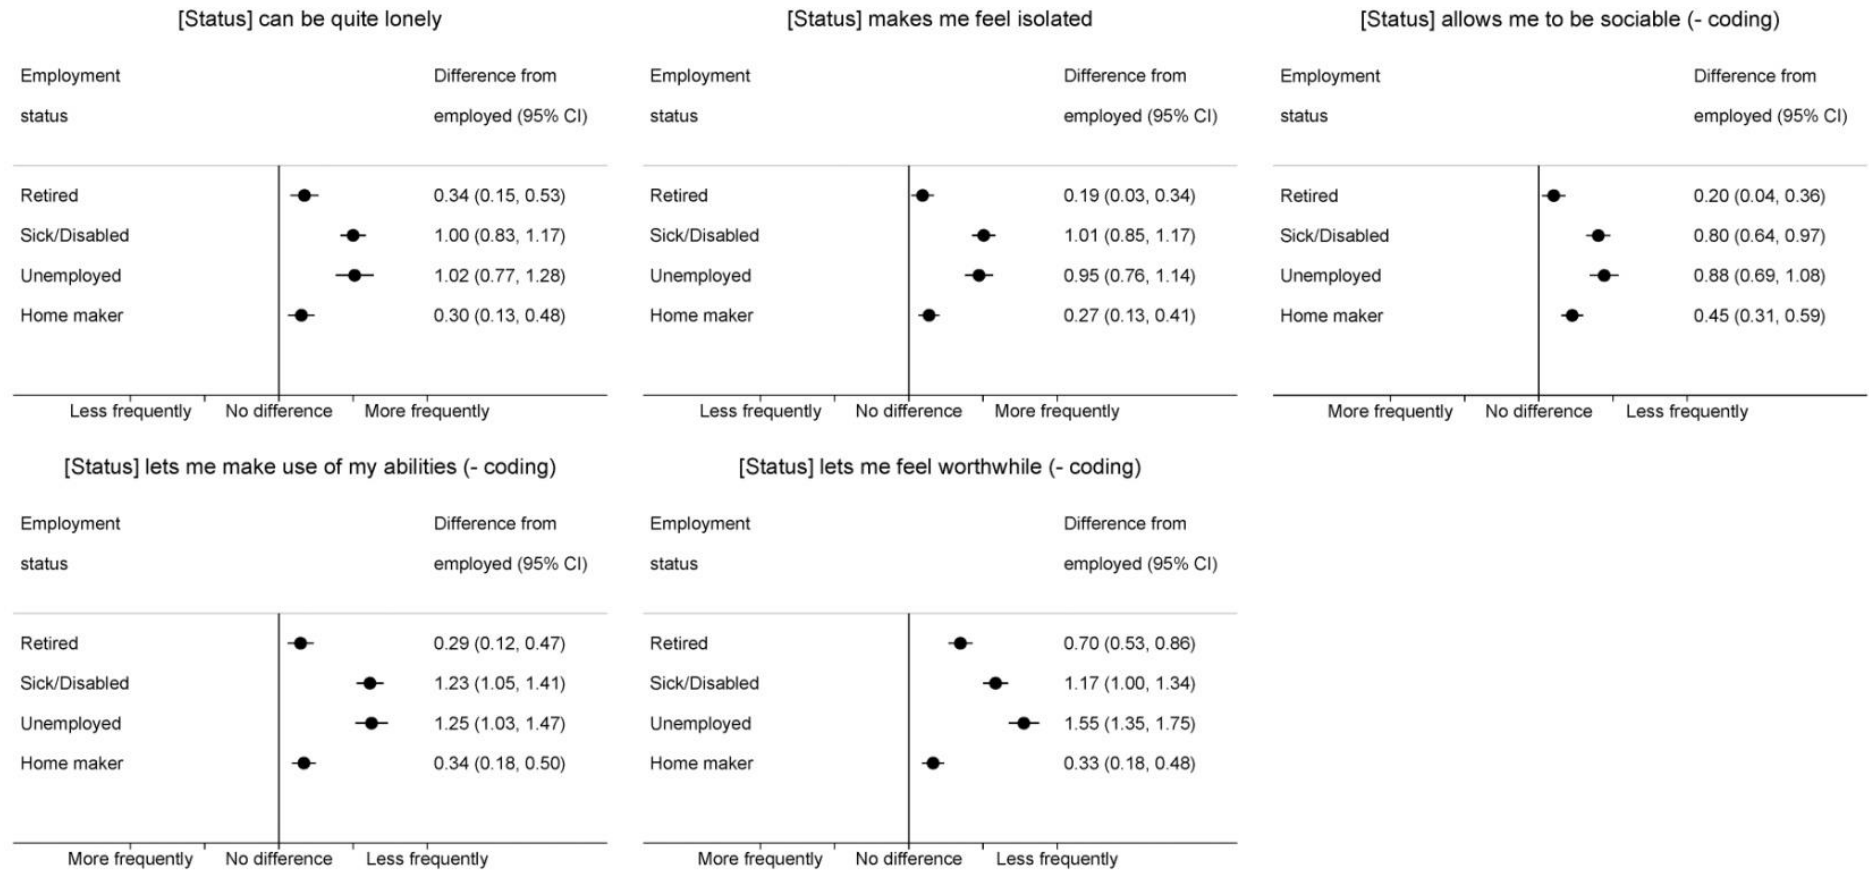 [Status] can be quite lonely
Employment Difference from
status employed (95% CI)
Retired 0.34 (0.15, 0.53)
Sick/Disabled 1.00 (0.83, 1.17)
Unemployed 1.02 (0.77, 1.28)
Home maker 0.30 (0.13, 0.48)
Less frequently No difference More frequently
[Status] makes me feel isolated
Employment Difference from
status employed (95% CI)
Retired 0.19 (0.03, 0.34)
Sick/Disabled 1.01 (0.85, 1.17)
Unemployed 0.95 (0.76, 1.14)
Home maker 0.27 (0.13, 0.41)
Less frequently No difference More frequently
[Status] allows me to be sociable (- coding)
Employment Difference from
status employed (95% CI)
Retired 0.20 (0.04, 0.36)
Sick/Disabled 0.80 (0.64, 0.97)
Unemployed 0.88 (0.69, 1.08)
Home maker 0.45 (0.31, 0.59)
More frequently No difference Less frequently
[Status] lets me make use of my abilities (- coding)
Employment Difference from
status employed (95% CI)
Retired 0.29 (0.12, 0.47)
Sick/Disabled 1.23 (1.05, 1.41)
Unemployed 1.25 (1.03, 1.47)
Home maker 0.34 (0.18, 0.50)
More frequently No difference Less frequently
[Status] lets me feel worthwhile (- coding)
Employment Difference from
status employed (95% CI)
Retired 0.70 (0.53, 0.86)
Sick/Disabled 1.17 (1.00, 1.34)
Unemployed 1.55 (1.35, 1.75)
Home maker 0.33 (0.18, 0.48)
More frequently No difference Less frequently